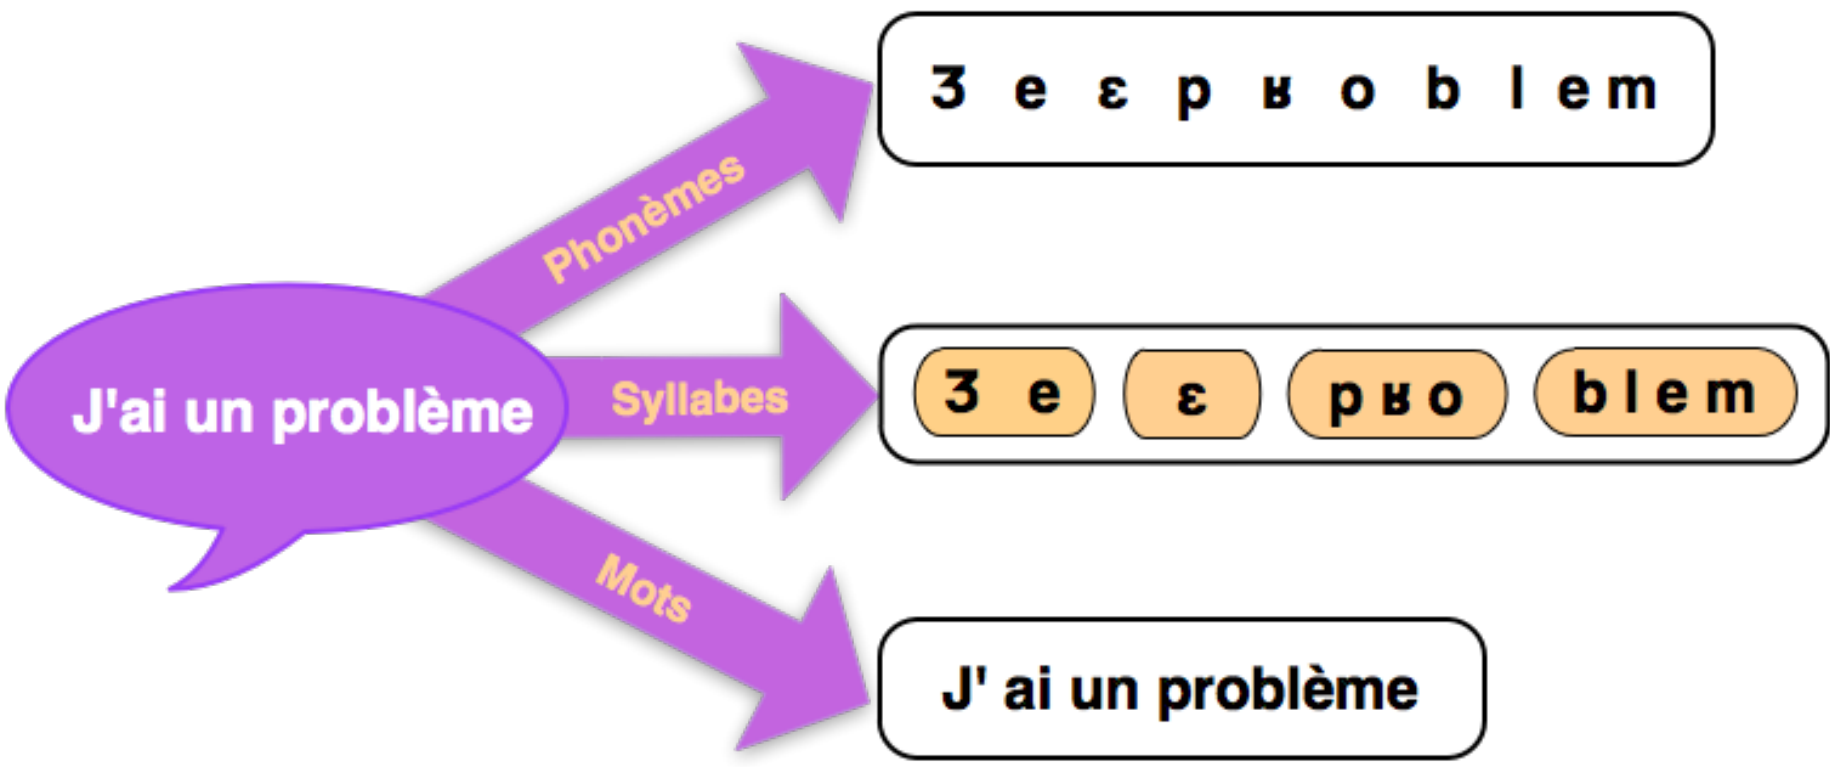 ʒ e ɛ p ʁ o b l e m
Phonèmes
J'ai un problème
Syllabes
ʒ e ɛ p ʁ o b l e m
Mots
J' ai un problème